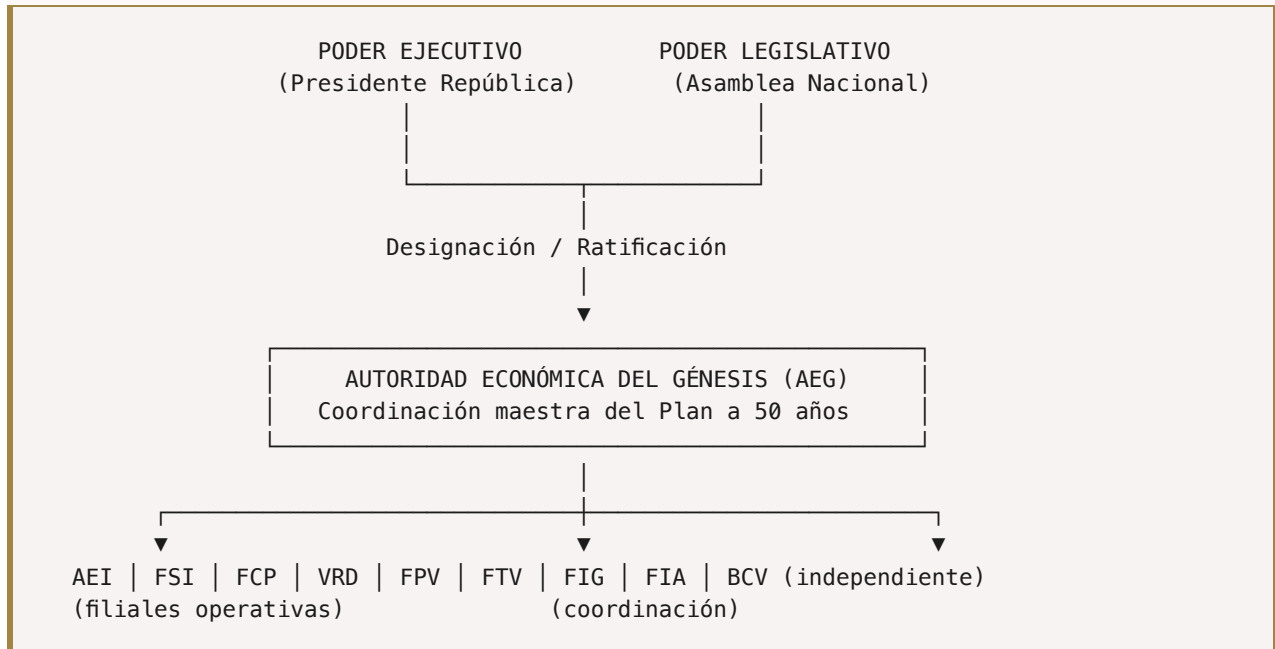 PODER EJECUTIVO PODER LEGISLATIVO
(Presidente República) (Asamblea Nacional)
Designación / Ratificación
AUTORIDAD ECONÓMICA DEL GÉNESIS (AEG)
Coordinación maestra del Plan a 50 años
AEI │ FSI │ FCP │ VRD │ FPV │ FTV │ FIG │ FIA │ BCV (independiente)
(filiales operativas) (coordinación)